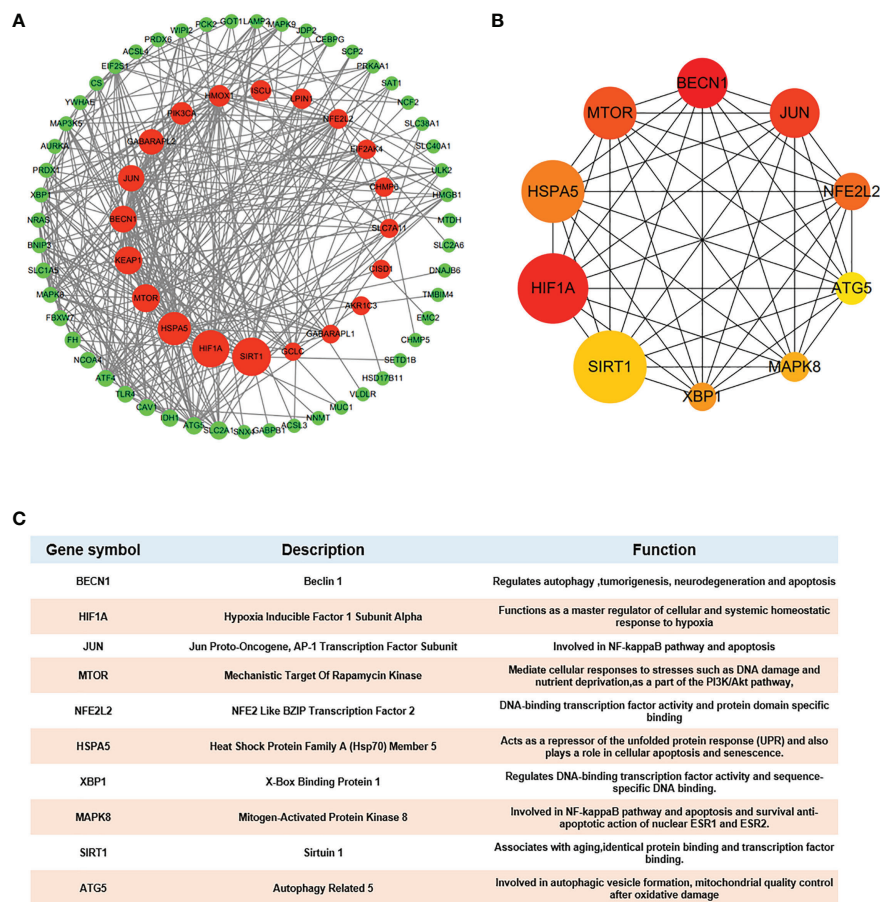 A
B
GOT1
LAMP2
MAPK9
JDP2
CEBPG
SCP2
PRKAA1
SAT1
NCF2
SLC38A1
SLC40A1
ULK2
HMGB1
MTDH
SLC2A6
DNAJB6
TMBIM4
EMC2
CHMP5
SETD1B
HSD17B11
VLDLR
MUC1
NNMT
ACSL3
GABPB1
SNX4
SLC2A1
ATG5
IDH1
CAV1
TLR4
ATF4
NCOA4
FH
FBXW7
SLC1A5
BNIP3
NRAS
XBP1
PRDX1
AURKA
MAP3K5
YWHAE
CS
EIF2S1
ACSL4
PRDX6
WIPI2
PCK2
HMOX1
ISCU
LPIN1
NFE2L2
EIF2AK4
SLC7A11
CISD1
AKR1C3
GABARAPL1
GCLC
SIRT1
HIF1A
HSPA5
MTOR
KEAP1
BECN1
JUN
PIK3CA
BECN1
MTOR
JUN
HSPA5
NFE2L2
HIF1A
ATG5
SIRT1
MAPK8
XBP1
C
Gene symbol Description Function
BECN1 Beclin 1 Regulates autophagy ,tumorigenesis, neurodegeneration and apoptosis
HIF1A Hypoxia Inducible Factor 1 Subunit Alpha Functions as a master regulator of cellular and systemic homeostatic
response to hypoxia
JUN Jun Proto-Oncogene, AP-1 Transcription Factor Subunit Involved in NF-kappaB pathway and apoptosis
MTOR Mechanistic Target Of Rapamycin Kinase Mediate cellular responses to stresses such as DNA damage and
nutrient deprivation,as a part of the PI3K/Akt pathway,
NFE2L2 NFE2 Like BZIP Transcription Factor 2 DNA-binding transcription factor activity and protein domain specific
binding
HSPA5 Heat Shock Protein Family A (Hsp70) Member 5 Acts as a repressor of the unfolded protein response (UPR) and also
plays a role in cellular apoptosis and senescence.
XBP1 X-Box Binding Protein 1 Regulates DNA-binding transcription factor activity and sequence-
specific DNA binding.
MAPK8 Mitogen-Activated Protein Kinase 8 Involved in NF-kappaB pathway and apoptosis and survival anti-
apoptotic action of nuclear ESR1 and ESR2.
SIRT1 Sirtuin 1 Associates with aging,identical protein binding and transcription factor
binding.
ATG5 Autophagy Related 5 Involved in autophagic vesicle formation, mitochondrial quality control
after oxidative damage